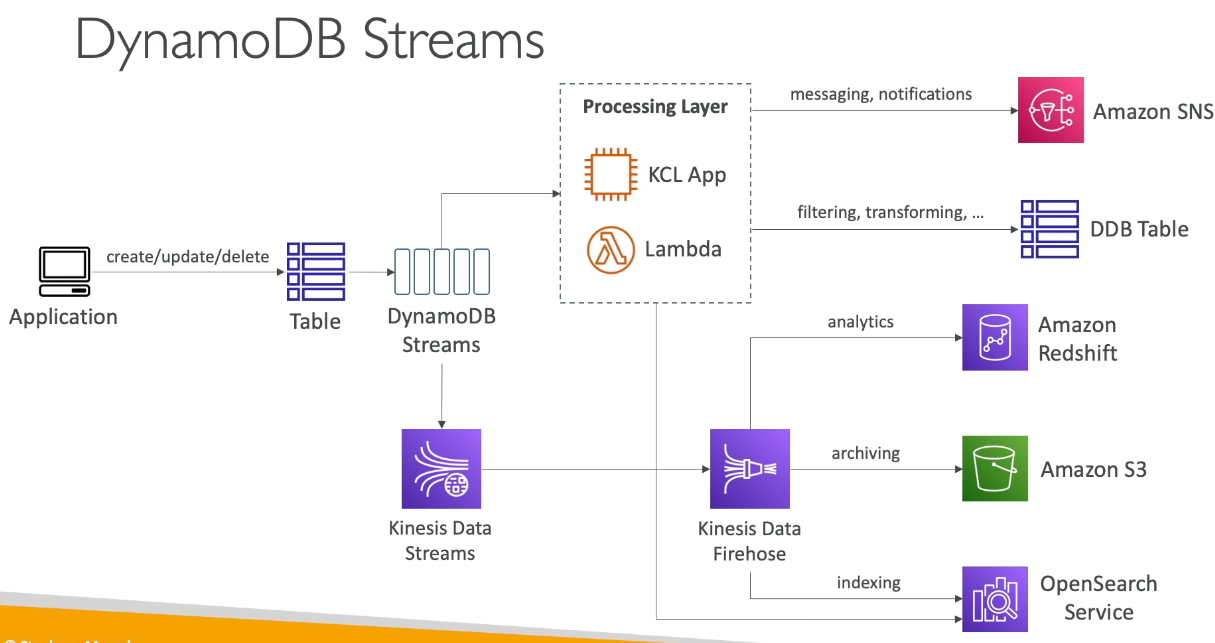 DynamoDB Streams
Processing Layer
KCL App
Lambda
messaging, notifications
Amazon SNS
filtering, transforming, ...
DDB Table
create/update/delete
Application
Table
DynamoDB
Streams
analytics
Amazon
Redshift
archiving
Amazon S3
Kinesis Data
Streams
Kinesis Data
Firehose
indexing
OpenSearch
Service